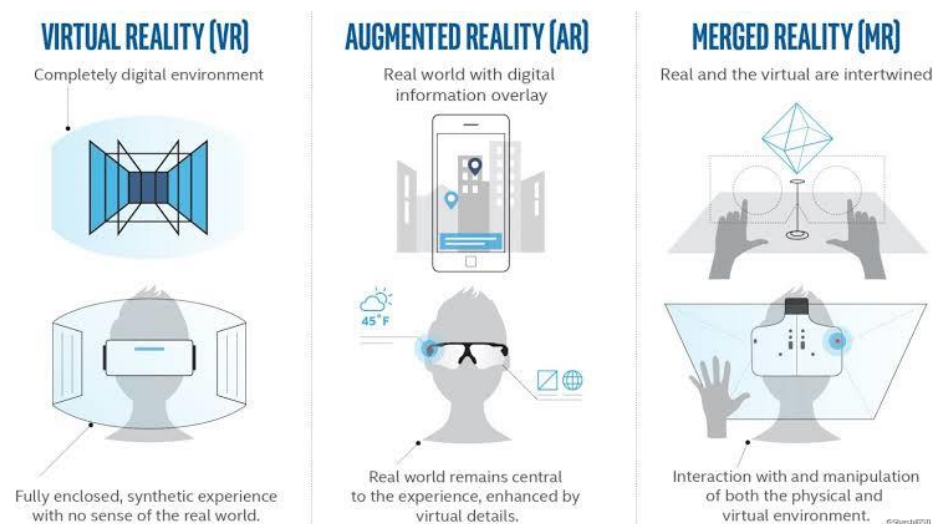 VIRTUAL REALITY (VR)
Completely digital environment
Fully enclosed, synthetic experience
with no sense of the real world.
AUGMENTED REALITY (AR)
Real world with digital
information overlay
45°F
Real world remains central
to the experience, enhanced by
virtual details.
MERGED REALITY (MR)
Real and the virtual are intertwined
Interaction with and manipulation
of both the physical and
virtual environment.